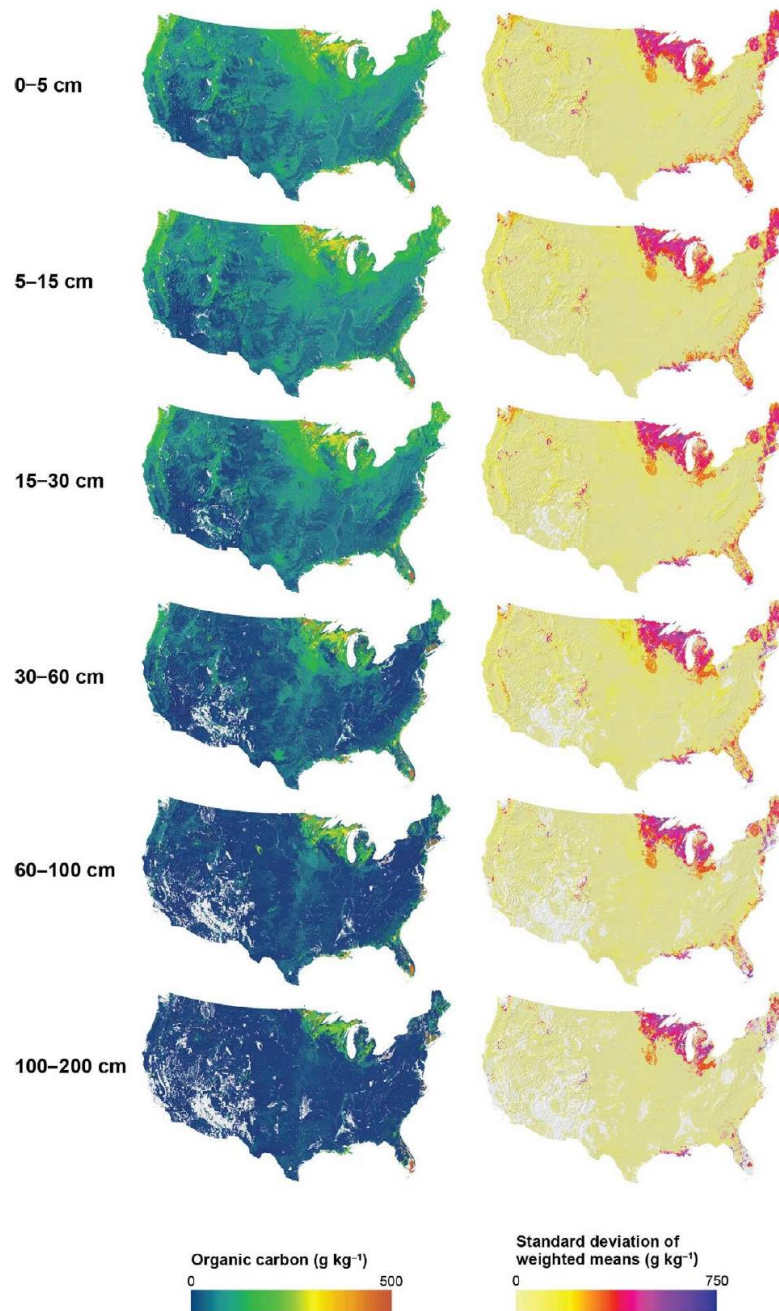 0–5 cm
5–15 cm
15–30 cm
30–60 cm
60–100 cm
100–200 cm
Organic carbon (g kg⁻¹)
0 500
Standard deviation of
weighted means (g kg⁻¹)
0 750